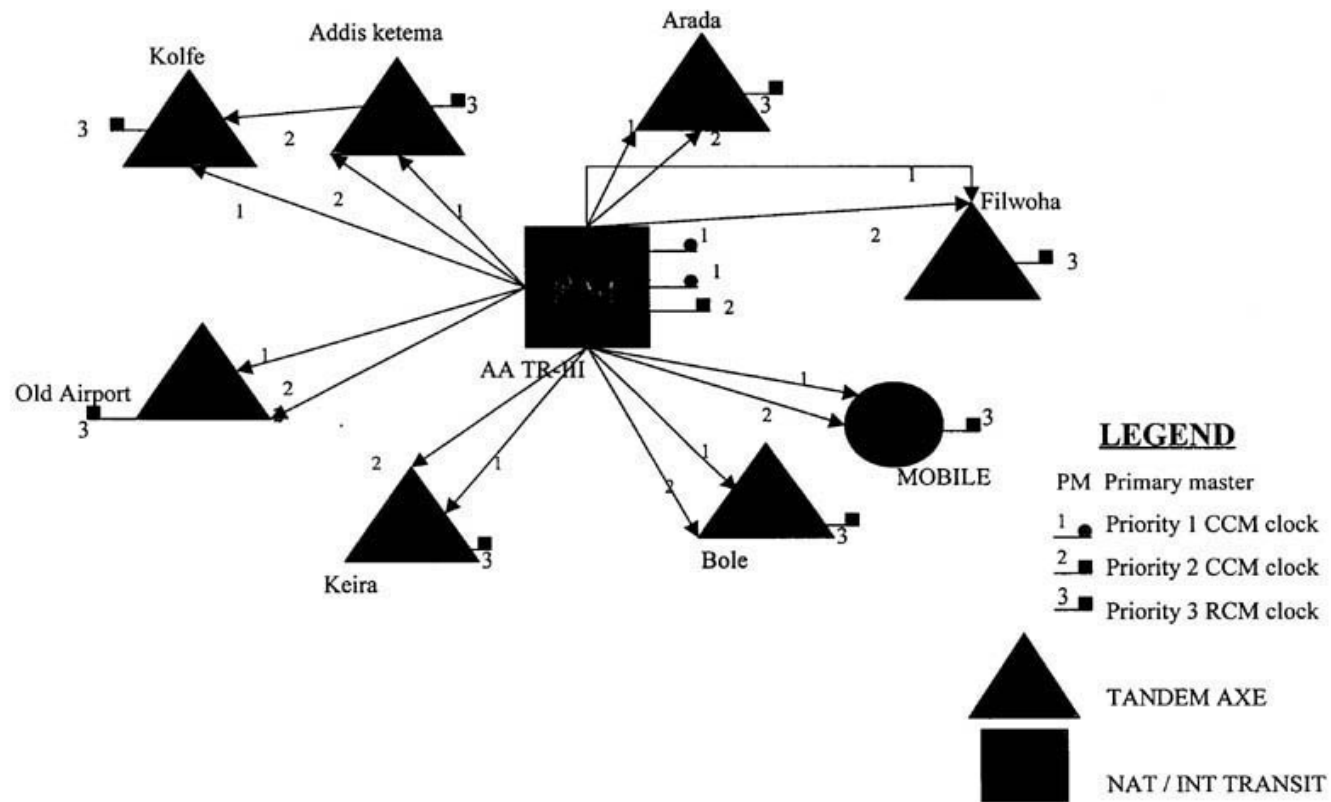 Arada
Addis ketema
Kolfe
3
3
3
2
1
2
1
2
1
2
1
Filwoha
2
3
1
1
2
AA TR-III
1
2
Old Airport
3
1
2
3
MOBILE
2
1
3
Keira
1
2
3
Bole
LEGEND
PM Primary master
1 Priority 1 CCM clock
2 Priority 2 CCM clock
3 Priority 3 RCM clock
TANDEM AXE
NAT / INT TRANSIT